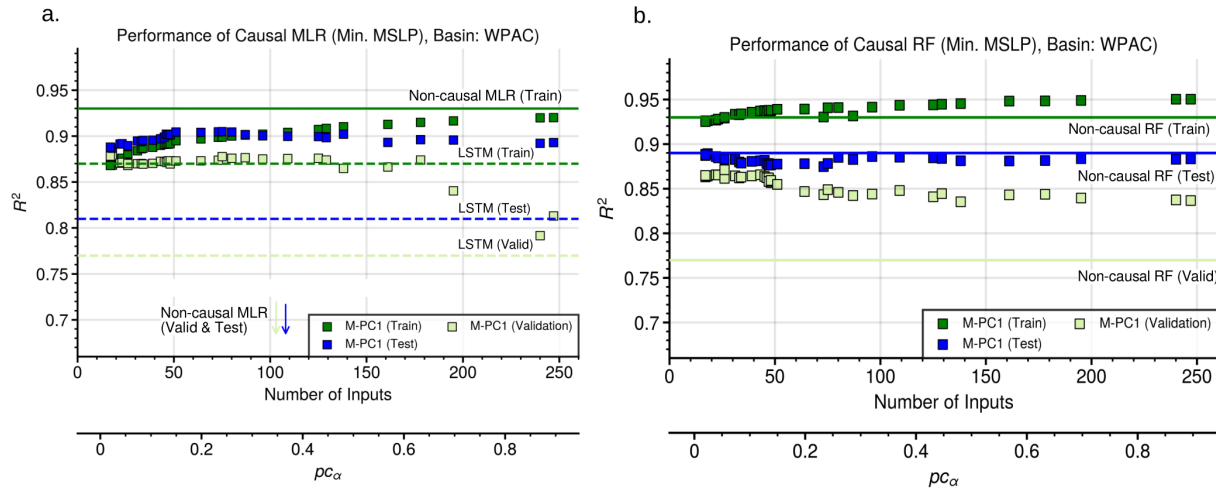 a.
Performance of Causal MLR (Min. MSLP), Basin: WPAC)
0.95
0.9
0.85
0.8
0.75
0.7
R²
Non-causal MLR (Train)
LSTM (Train)
LSTM (Test)
LSTM (Valid)
Non-causal MLR
(Valid & Test)
M-PC1 (Train)
M-PC1 (Validation)
M-PC1 (Test)
0 50 100 150 200 250
Number of Inputs
0 0.2 0.4 0.6 0.8
pcα
b.
Performance of Causal RF (Min. MSLP), Basin: WPAC)
0.95
0.9
0.85
0.8
0.75
0.7
R²
Non-causal RF (Train)
Non-causal RF (Test)
Non-causal RF (Valid)
M-PC1 (Train)
M-PC1 (Validation)
M-PC1 (Test)
0 50 100 150 200 250
Number of Inputs
0 0.2 0.4 0.6 0.8
pcα